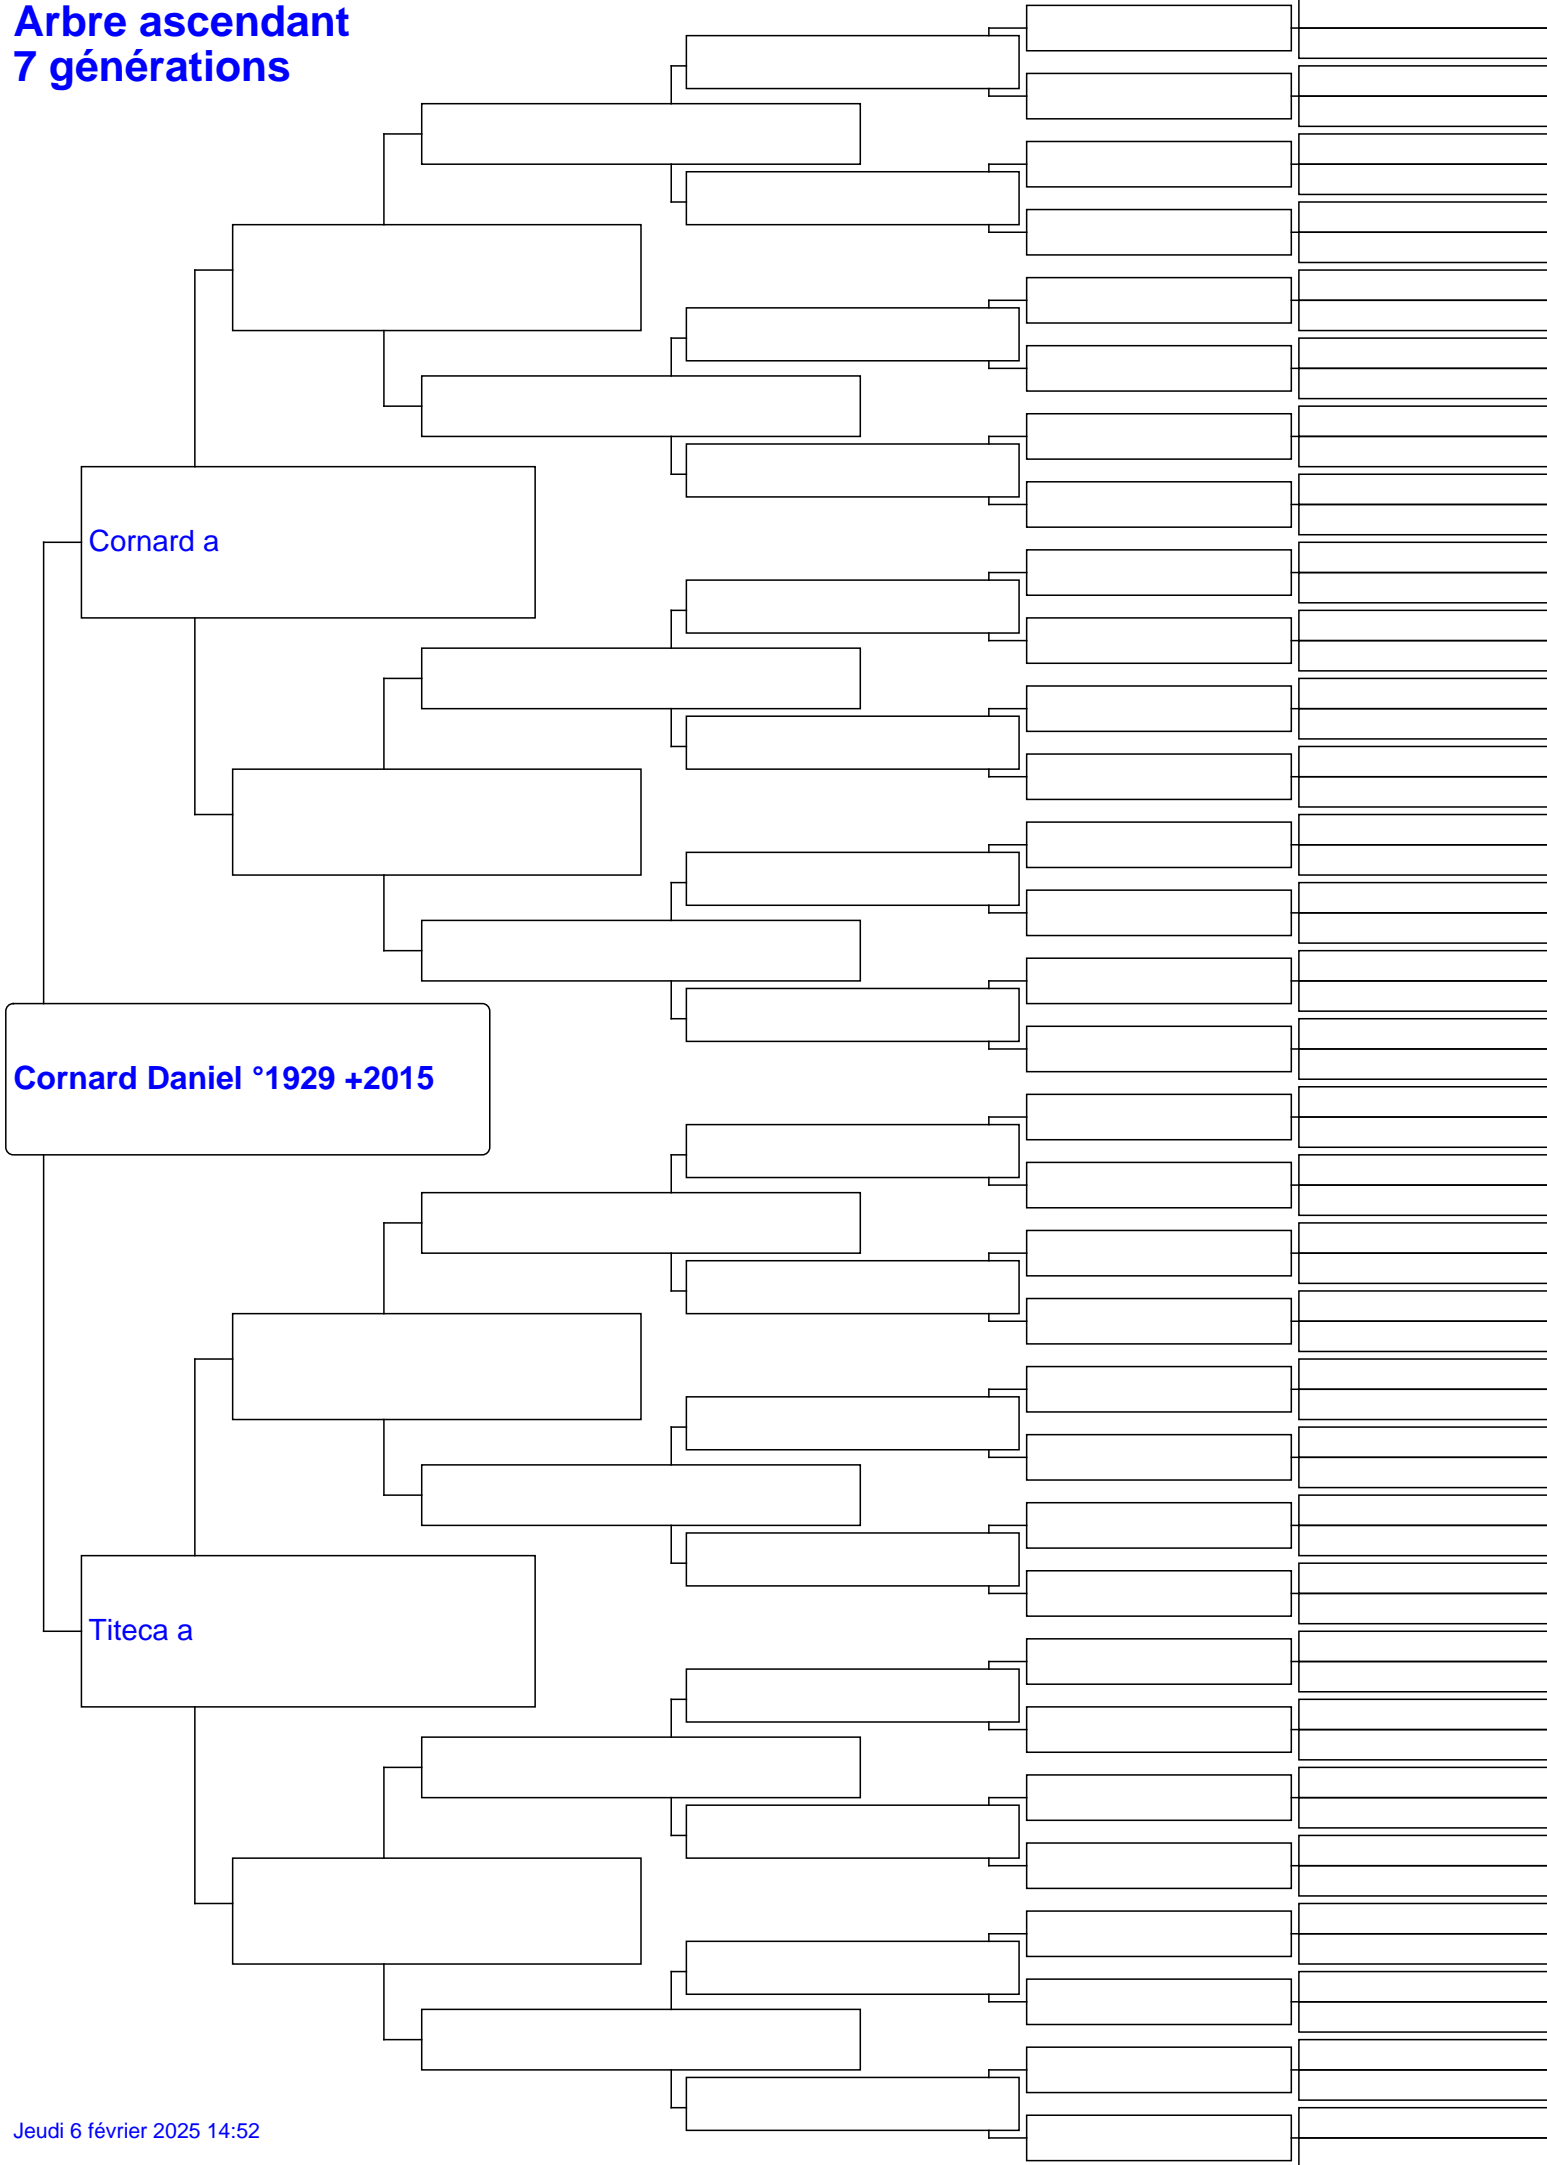 Arbre ascendant
7 générations
Cornard a
Cornard Daniel °1929 +2015
Titeca a
Jeudi 6 février 2025 14:52